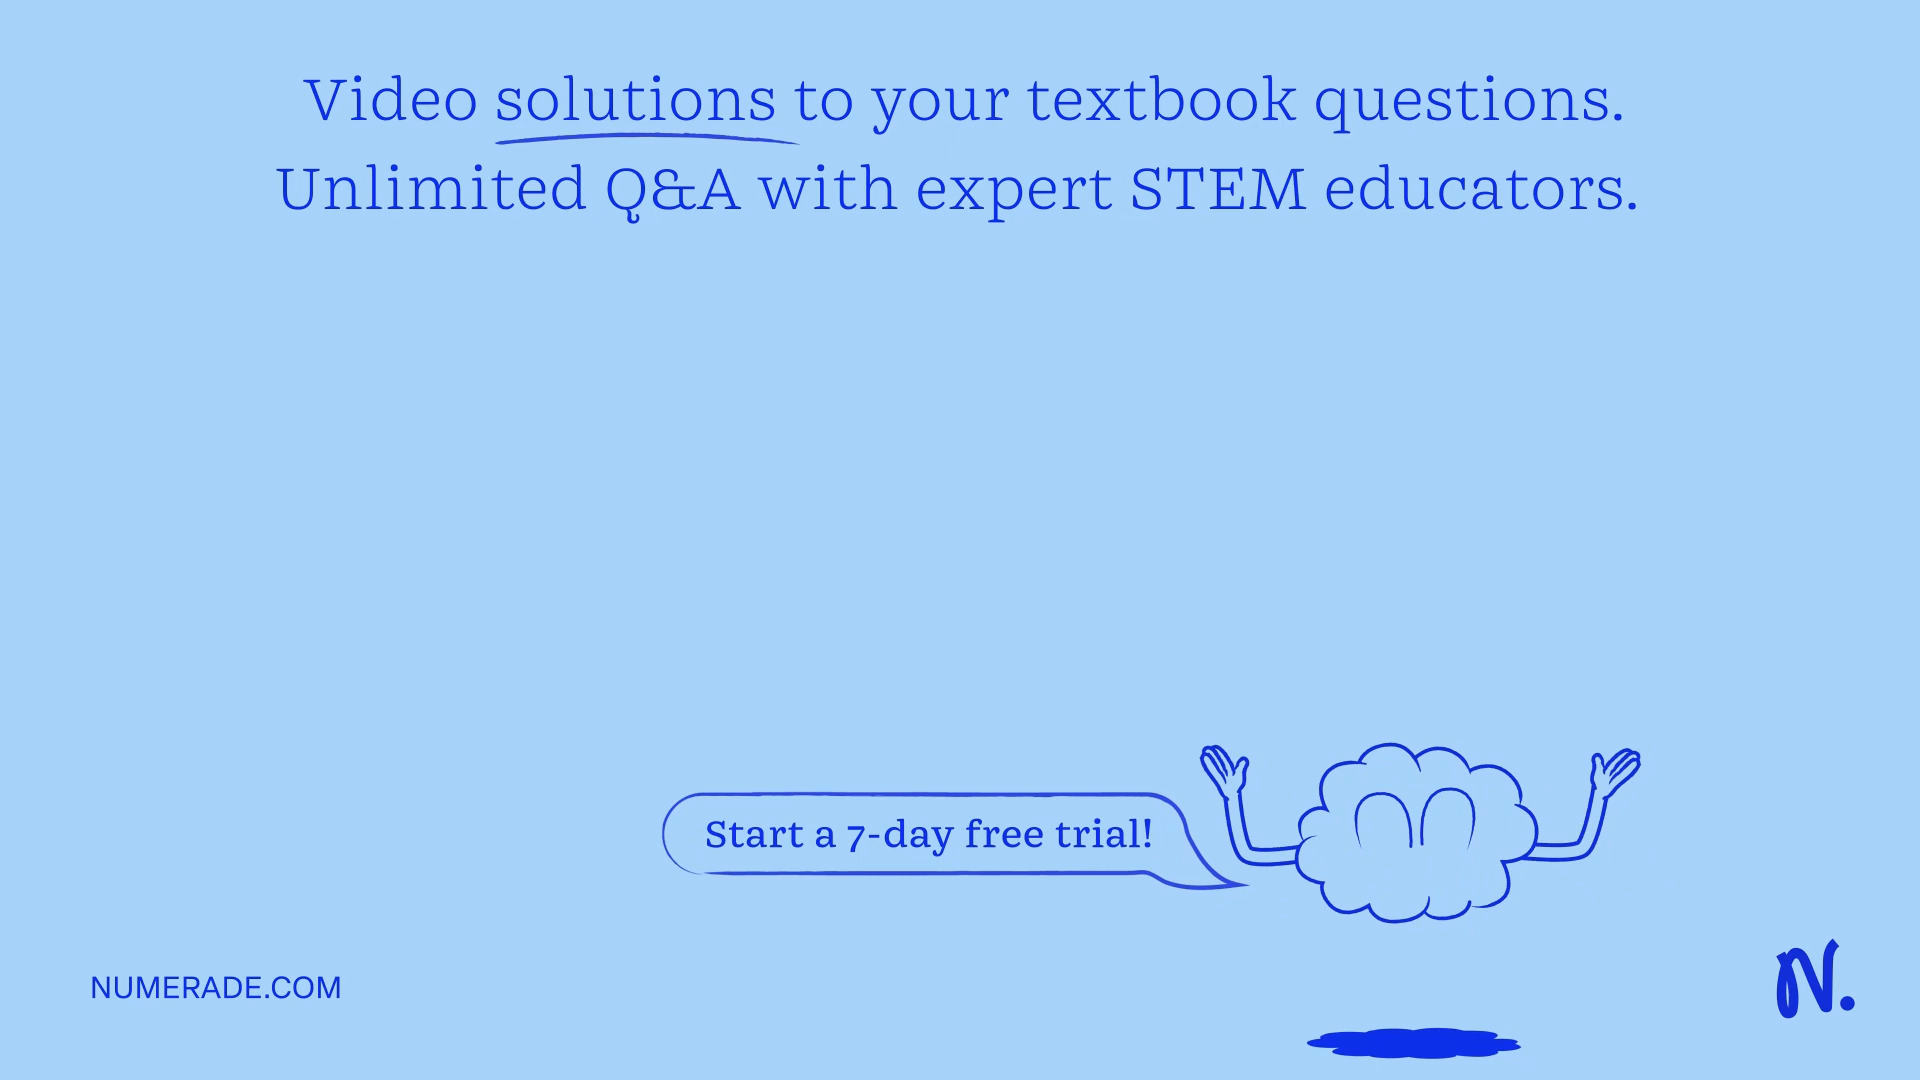 Video solutions to your textbook questions.
Unlimited Q&A with expert STEM educators.
Start a 7-day free trial!
NUMERADE.COM
N.